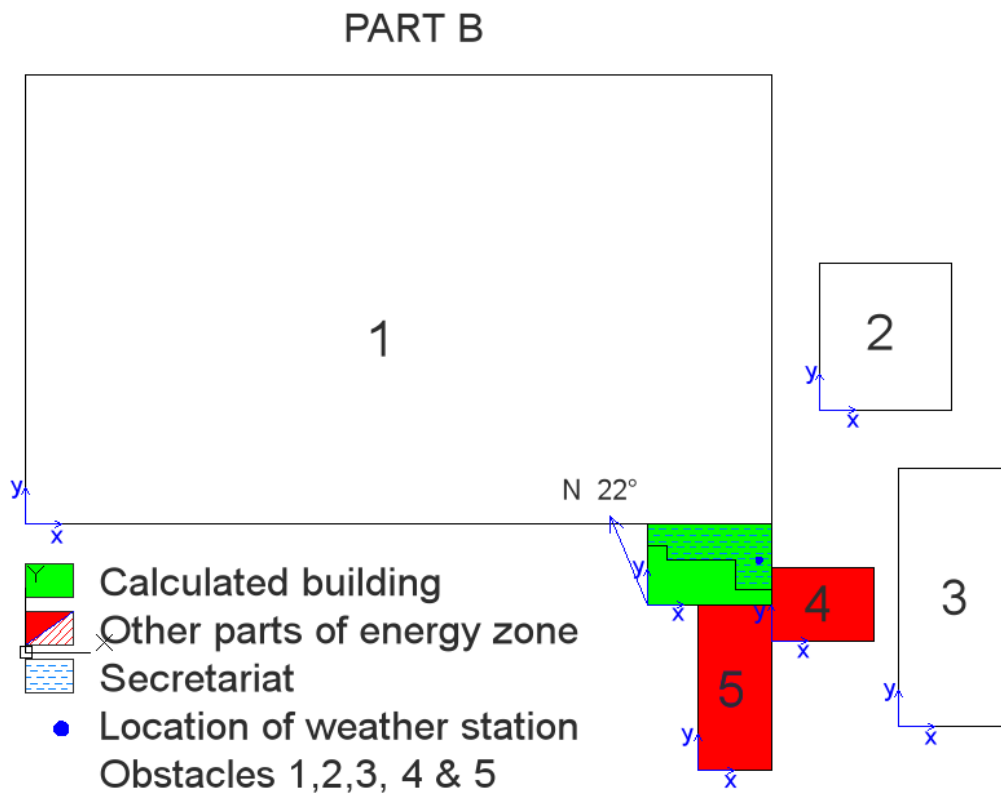 PART B
1
2
y
x
3
y
x
N 22°
y
x
4
y
x
5
y
x
y
x
Y
Calculated building
Other parts of energy zone
Secretariat
Location of weather station
Obstacles 1,2,3, 4 & 5